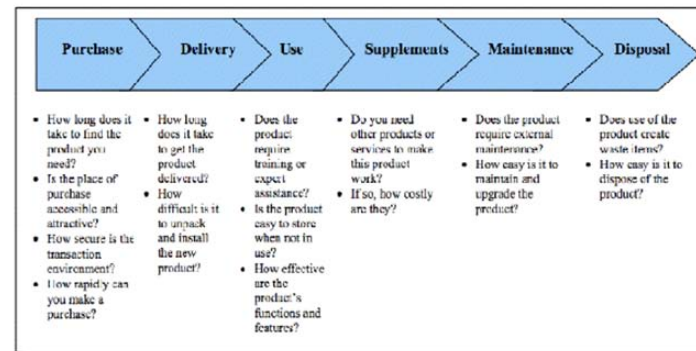 Purchase
Delivery
Use
Supplements
Maintenance
Disposal
• How long does it
take to find the
product you
need?
• Is the place of
purchase
accessible and
attractive?
• How secure is the
transaction
environment?
• How rapidly can
you make a
purchase?
• How long
does it take
to get the
product
delivered?
• How
difficult is it
to unpack
and install
the new
product?
• Does the
product
require
training or
expert
assistance?
• Is the product
easy to store
when not in
use?
• How effective
are the
product's
functions and
features?
• Do you need
other products or
services to make
this product
work?
• If so, how costly
are they?
• Does the product
require external
maintenance?
• How easy is it to
maintain and
upgrade the
product?
• Does use of the
product create
waste items?
• How easy is it to
dispose of the
product?